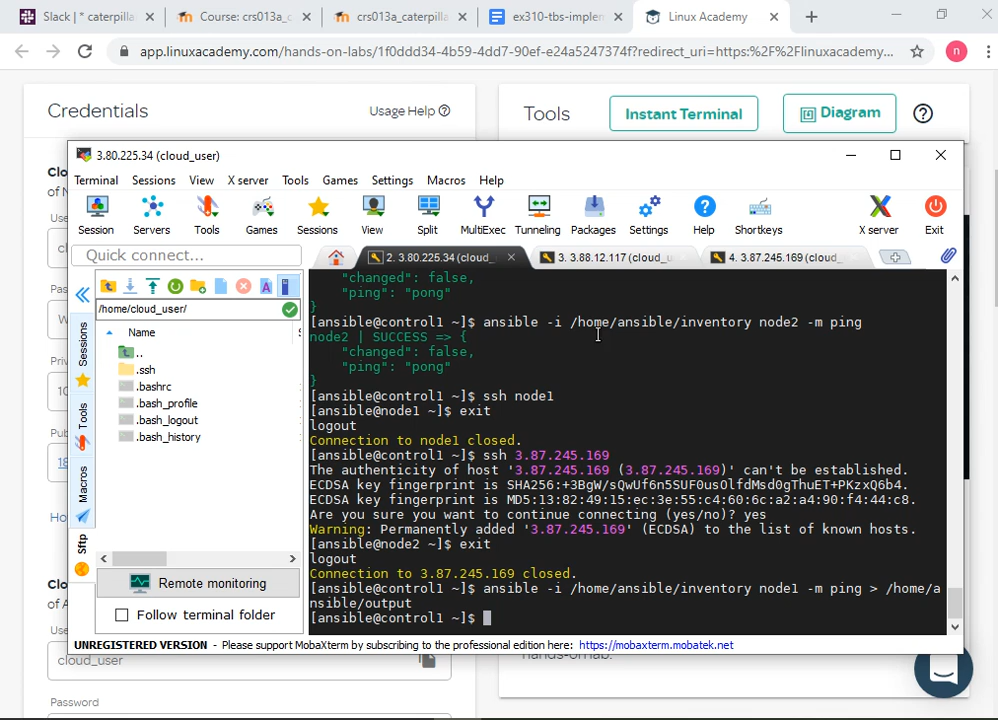 Slack | * caterpilla
Course: crs013a_c
crs013a_caterpilla
ex310-tbs-implem
Linux Academy
app.linuxacademy.com/hands-on-labs/1f0ddd34-4b59-4dd7-90ef-e24a5247374f?redirect_uri=https:%2F%2Flinuxacademy...
n
Credentials
Usage Help
Tools
Instant Terminal
Diagram
3.80.225.34 (cloud_user)
Terminal Sessions View X server Tools Games Settings Macros Help
Session Servers Tools Games Sessions View Split MultiExec Tunneling Packages Settings Help Shortkeys X server Exit
Quick connect...
2. 3.80.225.34 (cloud_
3. 3.88.12.117 (cloud_u
4. 3.87.245.169 (cloud_
/home/cloud_user/
Name
..
.ssh
.bashrc
.bash_profile
.bash_logout
.bash_history
Sessions
Tools
Macros
Sftp
Remote monitoring
Follow terminal folder
"changed": false,
"ping": "pong"
}
[ansible@control1 ~]$ ansible -i /home/ansible/inventory node2 -m ping
node2 | SUCCESS => {
"changed": false,
"ping": "pong"
}
[ansible@control1 ~]$ ssh node1
[ansible@node1 ~]$ exit
logout
Connection to node1 closed.
[ansible@control1 ~]$ ssh 3.87.245.169
The authenticity of host '3.87.245.169 (3.87.245.169)' can't be established.
ECDSA key fingerprint is SHA256:+3BgW/sQwUf6n5SUF0usOlfdMsd0gThuET+PKzxQ6b4.
ECDSA key fingerprint is MD5:13:82:49:15:ec:3e:55:c4:60:6c:a2:a4:90:f4:44:c8.
Are you sure you want to continue connecting (yes/no)? yes
Warning: Permanently added '3.87.245.169' (ECDSA) to the list of known hosts.
[ansible@node2 ~]$ exit
logout
Connection to 3.87.245.169 closed.
[ansible@control1 ~]$ ansible -i /home/ansible/inventory node1 -m ping > /home/a
nsible/output
[ansible@control1 ~]$
UNREGISTERED VERSION - Please support MobaXterm by subscribing to the professional edition here: https://mobaxterm.mobatek.net
cloud_user
Password
hands-on-lab.